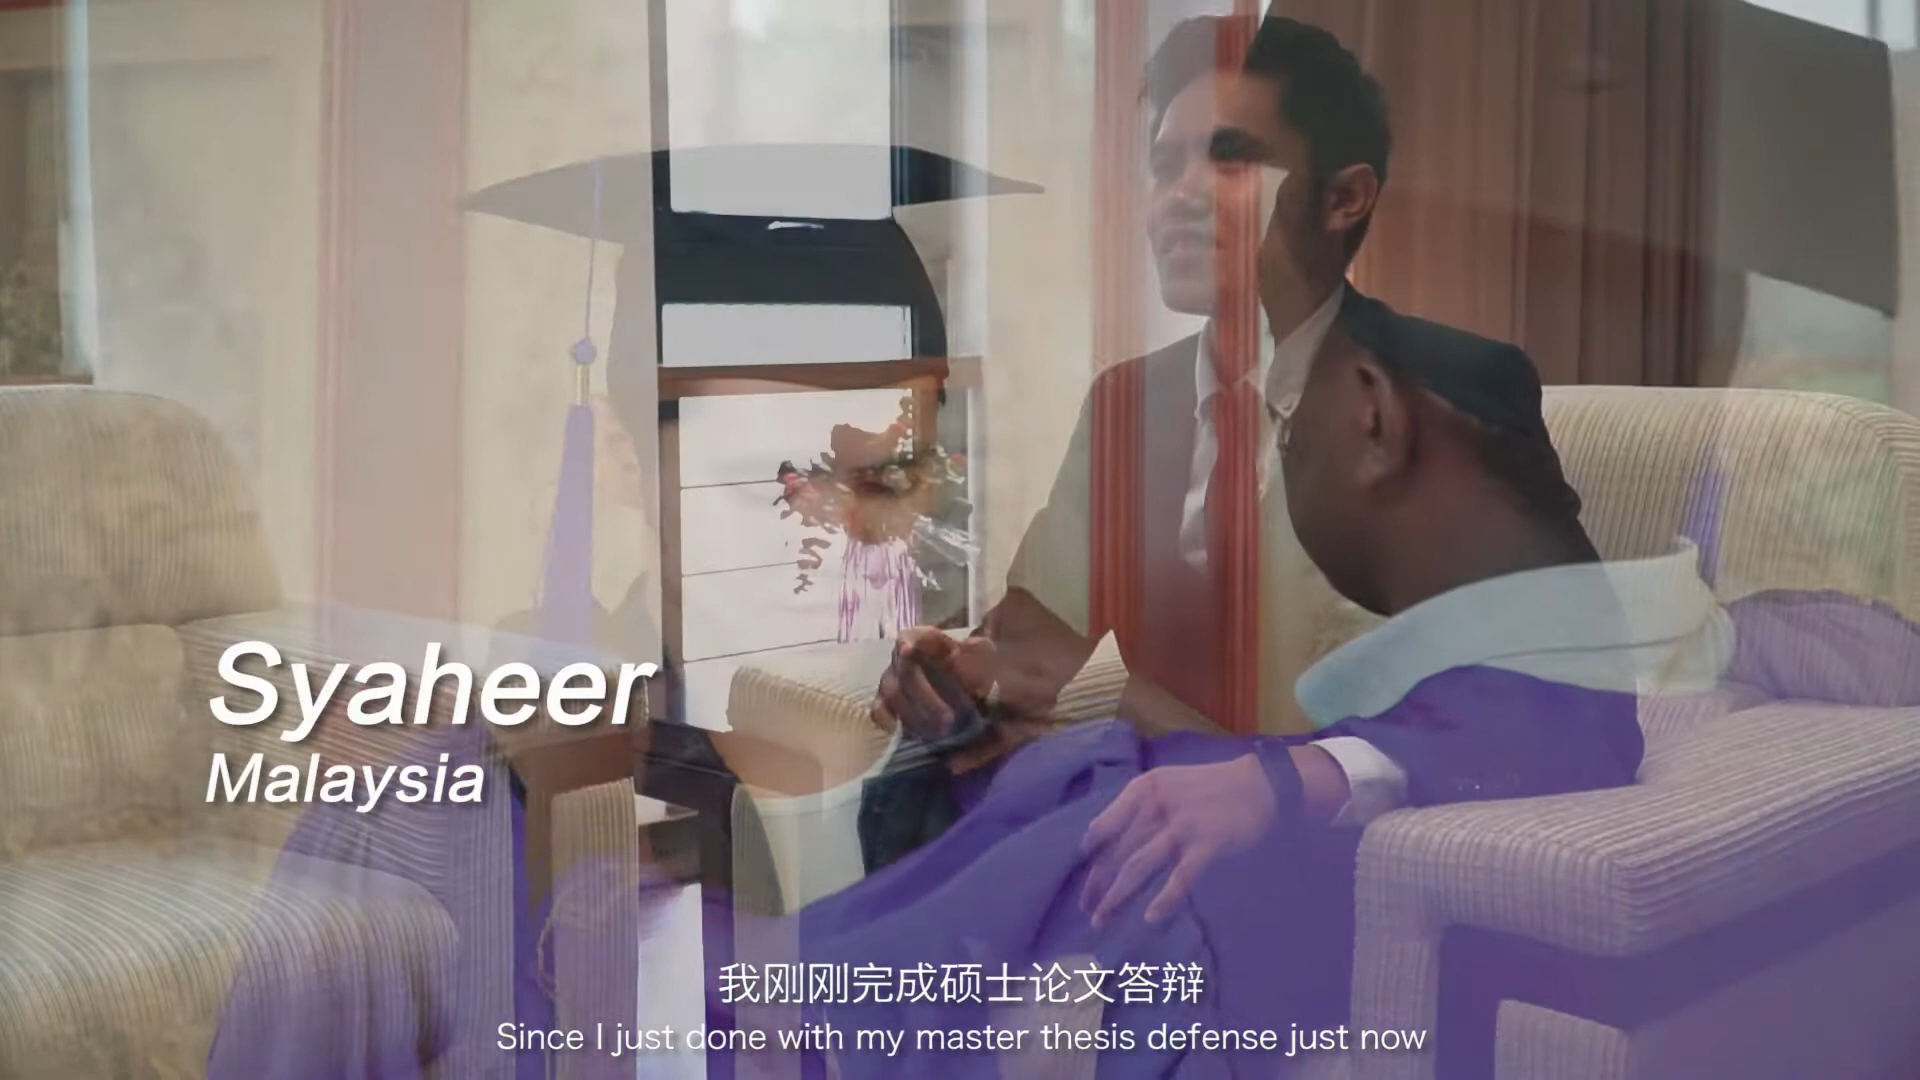 Syaheer
Malaysia
我刚刚完成硕士论文答辩
Since I just done with my master thesis defense just now